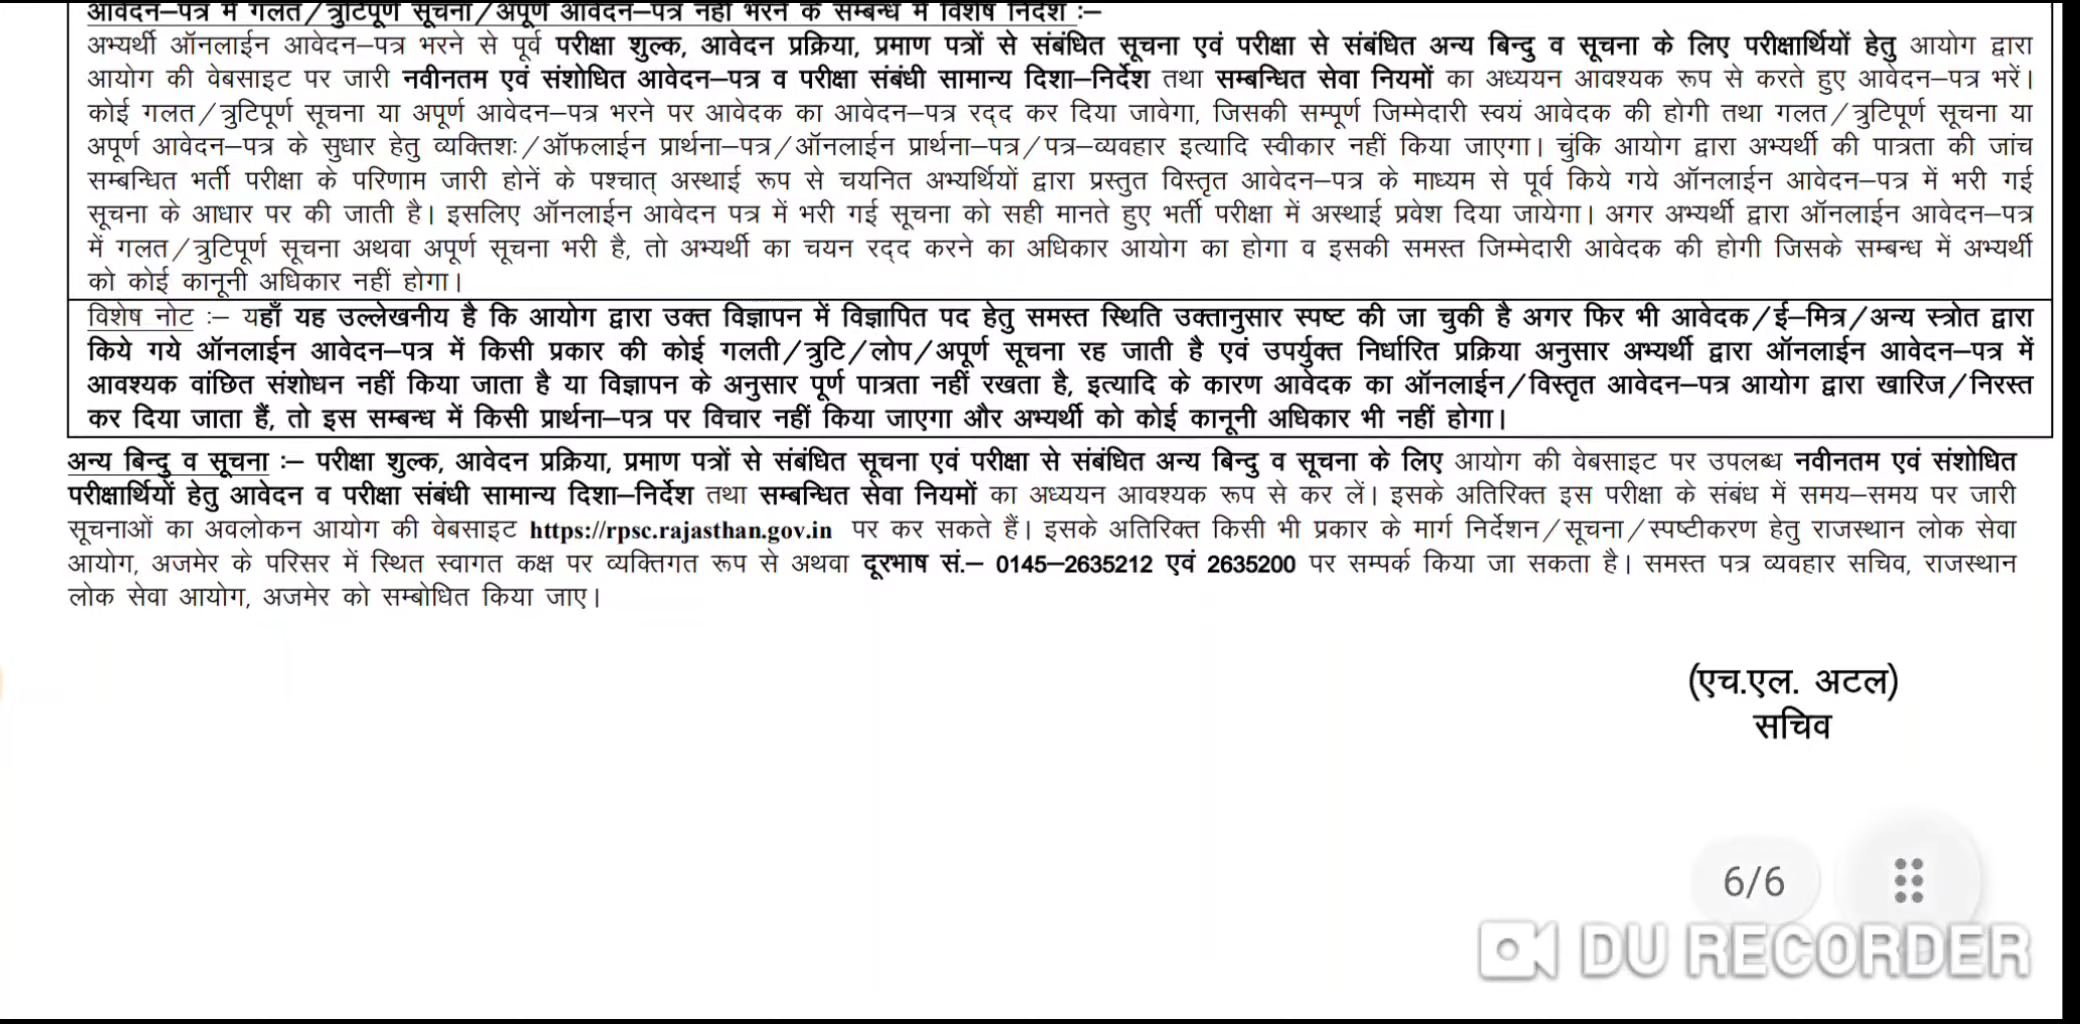 आवेदन–पत्र में गलत/त्रुटिपूर्ण सूचना/अपूर्ण आवेदन–पत्र नहीं भरने के सम्बन्ध में विशेष निर्देश :–
अभ्यर्थी ऑनलाईन आवेदन–पत्र भरने से पूर्व परीक्षा शुल्क, आवेदन प्रक्रिया, प्रमाण पत्रों से संबंधित सूचना एवं परीक्षा से संबंधित अन्य बिन्दु व सूचना के लिए परीक्षार्थियों हेतु आयोग द्वारा
आयोग की वेबसाइट पर जारी नवीनतम एवं संशोधित आवेदन–पत्र व परीक्षा संबंधी सामान्य दिशा–निर्देश तथा सम्बन्धित सेवा नियमों का अध्ययन आवश्यक रूप से करते हुए आवेदन–पत्र भरें।
कोई गलत/त्रुटिपूर्ण सूचना या अपूर्ण आवेदन–पत्र भरने पर आवेदक का आवेदन–पत्र रद्द कर दिया जावेगा, जिसकी सम्पूर्ण जिम्मेदारी स्वयं आवेदक की होगी तथा गलत/त्रुटिपूर्ण सूचना या
अपूर्ण आवेदन–पत्र के सुधार हेतु व्यक्तिशः/ऑफलाईन प्रार्थना–पत्र/ऑनलाईन प्रार्थना–पत्र/पत्र–व्यवहार इत्यादि स्वीकार नहीं किया जाएगा। चुंकि आयोग द्वारा अभ्यर्थी की पात्रता की जांच
सम्बन्धित भर्ती परीक्षा के परिणाम जारी होनें के पश्चात् अस्थाई रूप से चयनित अभ्यर्थियों द्वारा प्रस्तुत विस्तृत आवेदन–पत्र के माध्यम से पूर्व किये गये ऑनलाईन आवेदन–पत्र में भरी गई
सूचना के आधार पर की जाती है। इसलिए ऑनलाईन आवेदन पत्र में भरी गई सूचना को सही मानते हुए भर्ती परीक्षा में अस्थाई प्रवेश दिया जायेगा। अगर अभ्यर्थी द्वारा ऑनलाईन आवेदन–पत्र
में गलत/त्रुटिपूर्ण सूचना अथवा अपूर्ण सूचना भरी है, तो अभ्यर्थी का चयन रद्द करने का अधिकार आयोग का होगा व इसकी समस्त जिम्मेदारी आवेदक की होगी जिसके सम्बन्ध में अभ्यर्थी
को कोई कानूनी अधिकार नहीं होगा।
विशेष नोट :– यहाँ यह उल्लेखनीय है कि आयोग द्वारा उक्त विज्ञापन में विज्ञापित पद हेतु समस्त स्थिति उक्तानुसार स्पष्ट की जा चुकी है अगर फिर भी आवेदक/ई–मित्र/अन्य स्त्रोत द्वारा
किये गये ऑनलाईन आवेदन–पत्र में किसी प्रकार की कोई गलती/त्रुटि/लोप/अपूर्ण सूचना रह जाती है एवं उपर्युक्त निर्धारित प्रक्रिया अनुसार अभ्यर्थी द्वारा ऑनलाईन आवेदन–पत्र में
आवश्यक वांछित संशोधन नहीं किया जाता है या विज्ञापन के अनुसार पूर्ण पात्रता नहीं रखता है, इत्यादि के कारण आवेदक का ऑनलाईन/विस्तृत आवेदन–पत्र आयोग द्वारा खारिज/निरस्त
कर दिया जाता हैं, तो इस सम्बन्ध में किसी प्रार्थना–पत्र पर विचार नहीं किया जाएगा और अभ्यर्थी को कोई कानूनी अधिकार भी नहीं होगा।
अन्य बिन्दु व सूचना :– परीक्षा शुल्क, आवेदन प्रक्रिया, प्रमाण पत्रों से संबंधित सूचना एवं परीक्षा से संबंधित अन्य बिन्दु व सूचना के लिए आयोग की वेबसाइट पर उपलब्ध नवीनतम एवं संशोधित
परीक्षार्थियों हेतु आवेदन व परीक्षा संबंधी सामान्य दिशा–निर्देश तथा सम्बन्धित सेवा नियमों का अध्ययन आवश्यक रूप से कर लें। इसके अतिरिक्त इस परीक्षा के संबंध में समय–समय पर जारी
सूचनाओं का अवलोकन आयोग की वेबसाइट https://rpsc.rajasthan.gov.in पर कर सकते हैं। इसके अतिरिक्त किसी भी प्रकार के मार्ग निर्देशन/सूचना/स्पष्टीकरण हेतु राजस्थान लोक सेवा
आयोग, अजमेर के परिसर में स्थित स्वागत कक्ष पर व्यक्तिगत रूप से अथवा दूरभाष सं.– 0145–2635212 एवं 2635200 पर सम्पर्क किया जा सकता है। समस्त पत्र व्यवहार सचिव, राजस्थान
लोक सेवा आयोग, अजमेर को सम्बोधित किया जाए।
(एच.एल. अटल)
सचिव
6/6
DU RECORDER